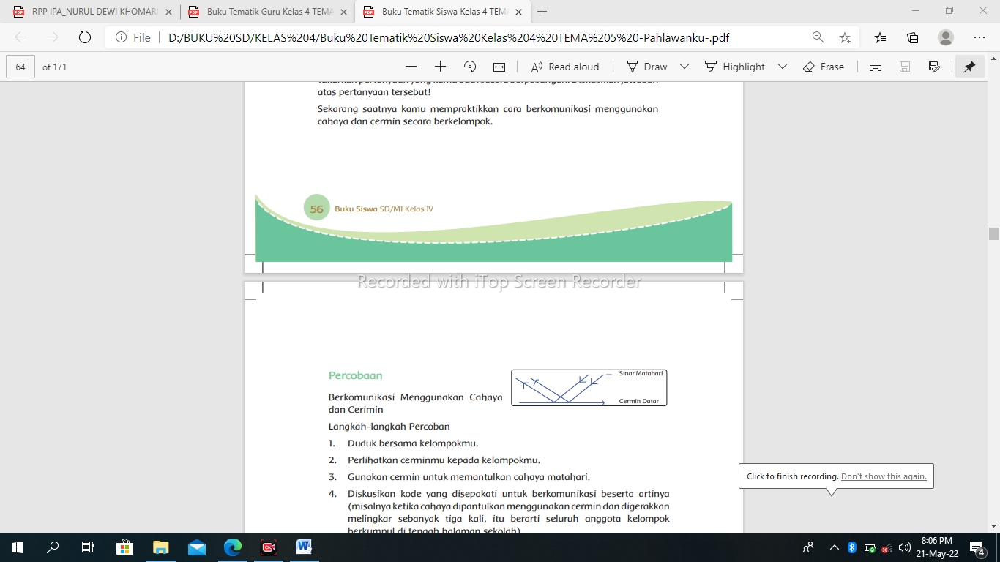 RPP IPA_NURUL DEWI KHOMARI
Buku Tematik Guru Kelas 4 TEMA
Buku Tematik Siswa Kelas 4 TEMA
File
D:/BUKU%20SD/KELAS%204/Buku%20Tematik%20Siswa%20Kelas%204%20TEMA%205%20-Pahlawanku-.pdf
64 of 171
Read aloud
Draw
Highlight
Erase
atas pertanyaan tersebut!
Sekarang saatnya kamu mempraktikkan cara berkomunikasi menggunakan
cahaya dan cermin secara berkelompok.
56 Buku Siswa SD/MI Kelas IV
Recorded with iTop Screen Recorder
Percobaan
Sinar Matahari
Cermin Datar
Berkomunikasi Menggunakan Cahaya
dan Cerimin
Langkah-langkah Percoban
1. Duduk bersama kelompokmu.
2. Perlihatkan cerminmu kepada kelompokmu.
3. Gunakan cermin untuk memantulkan cahaya matahari.
4. Diskusikan kode yang disepakati untuk berkomunikasi beserta artinya
(misalnya ketika cahaya dipantulkan menggunakan cermin dan digerakkan
melingkar sebanyak tiga kali, itu berarti seluruh anggota kelompok
berkumpul di tengah halaman sekolah)
Click to finish recording. Don't show this again.
8:06 PM
21-May-22
4